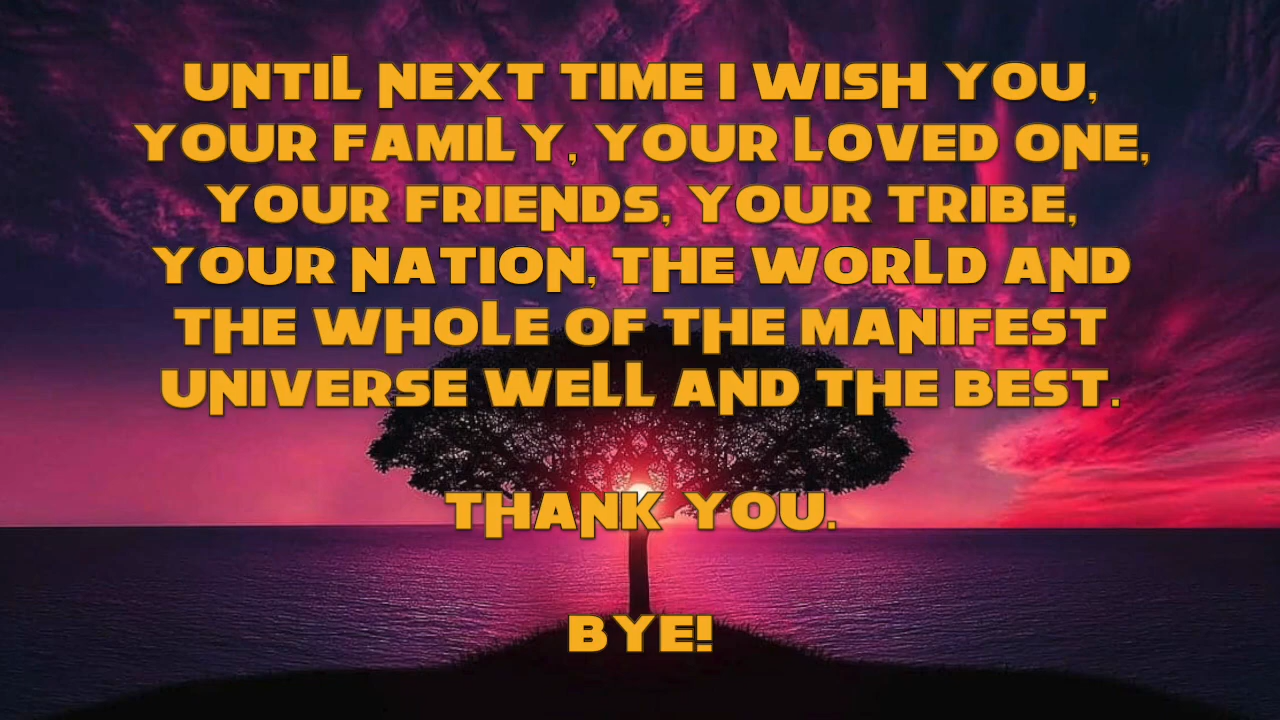 UNTIL NEXT TIME I WISH YOU,
YOUR FAMILY, YOUR LOVED ONE,
YOUR FRIENDS, YOUR TRIBE,
YOUR NATION, THE WORLD AND
THE WHOLE OF THE MANIFEST
UNIVERSE WELL AND THE BEST.
THANK YOU.
BYE!